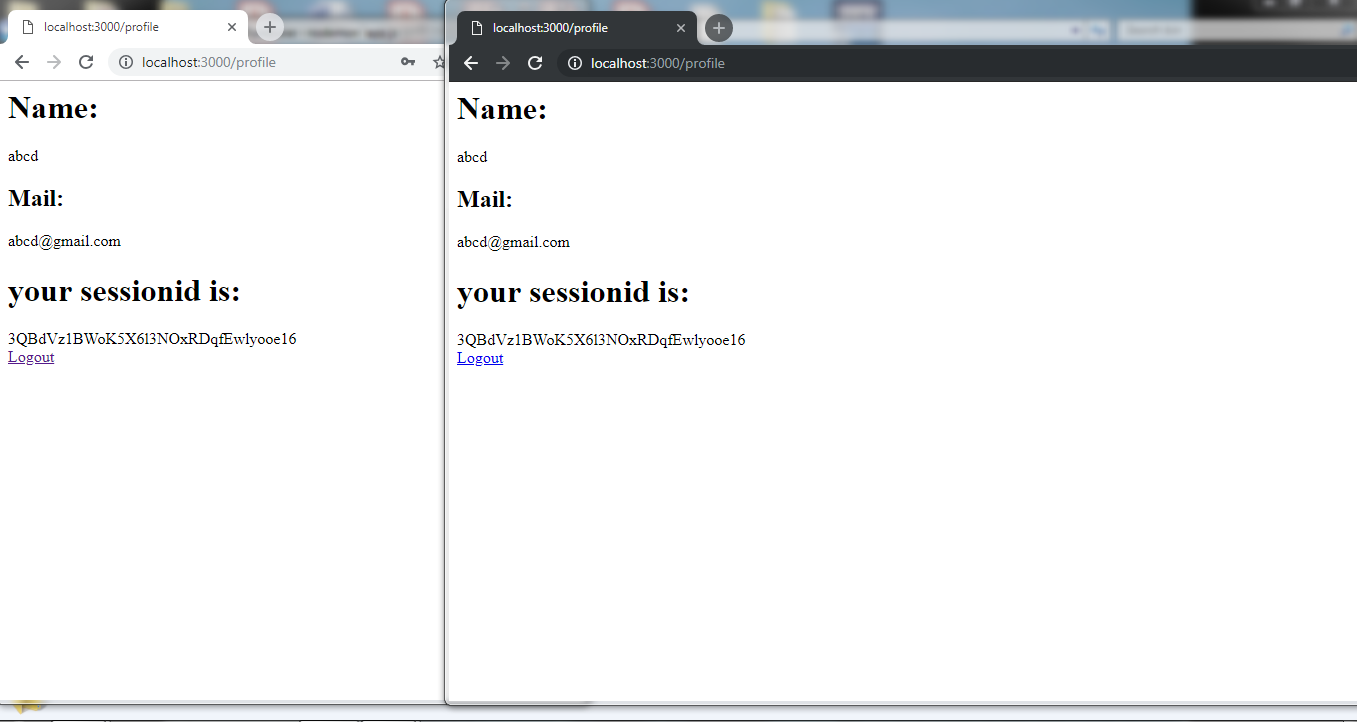 localhost:3000/profile
localhost:3000/profile
Name:
abcd
Mail:
abcd@gmail.com
your sessionid is:
3QBdVz1BWoK5X6l3NOxRDqfEwlyooe16
Logout
localhost:3000/profile
localhost:3000/profile
Name:
abcd
Mail:
abcd@gmail.com
your sessionid is:
3QBdVz1BWoK5X6l3NOxRDqfEwlyooe16
Logout